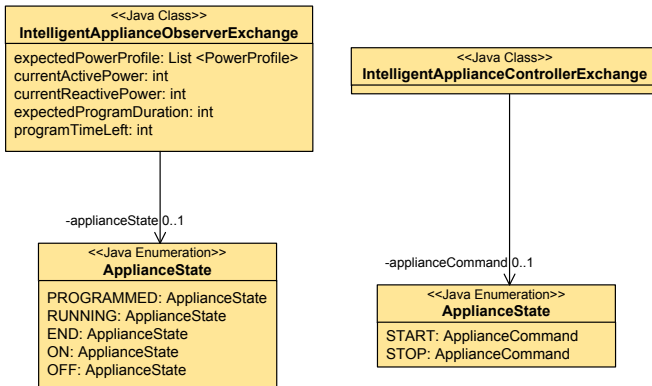 <<Java Class>>
IntelligentApplianceObserverExchange
expectedPowerProfile: List <PowerProfile>
currentActivePower: int
currentReactivePower: int
expectedProgramDuration: int
programTimeLeft: int
-applianceState 0..1
<<Java Enumeration>>
ApplianceState
PROGRAMMED: ApplianceState
RUNNING: ApplianceState
END: ApplianceState
ON: ApplianceState
OFF: ApplianceState
<<Java Class>>
IntelligentApplianceControllerExchange
-applianceCommand 0..1
<<Java Enumeration>>
ApplianceState
START: ApplianceCommand
STOP: ApplianceCommand